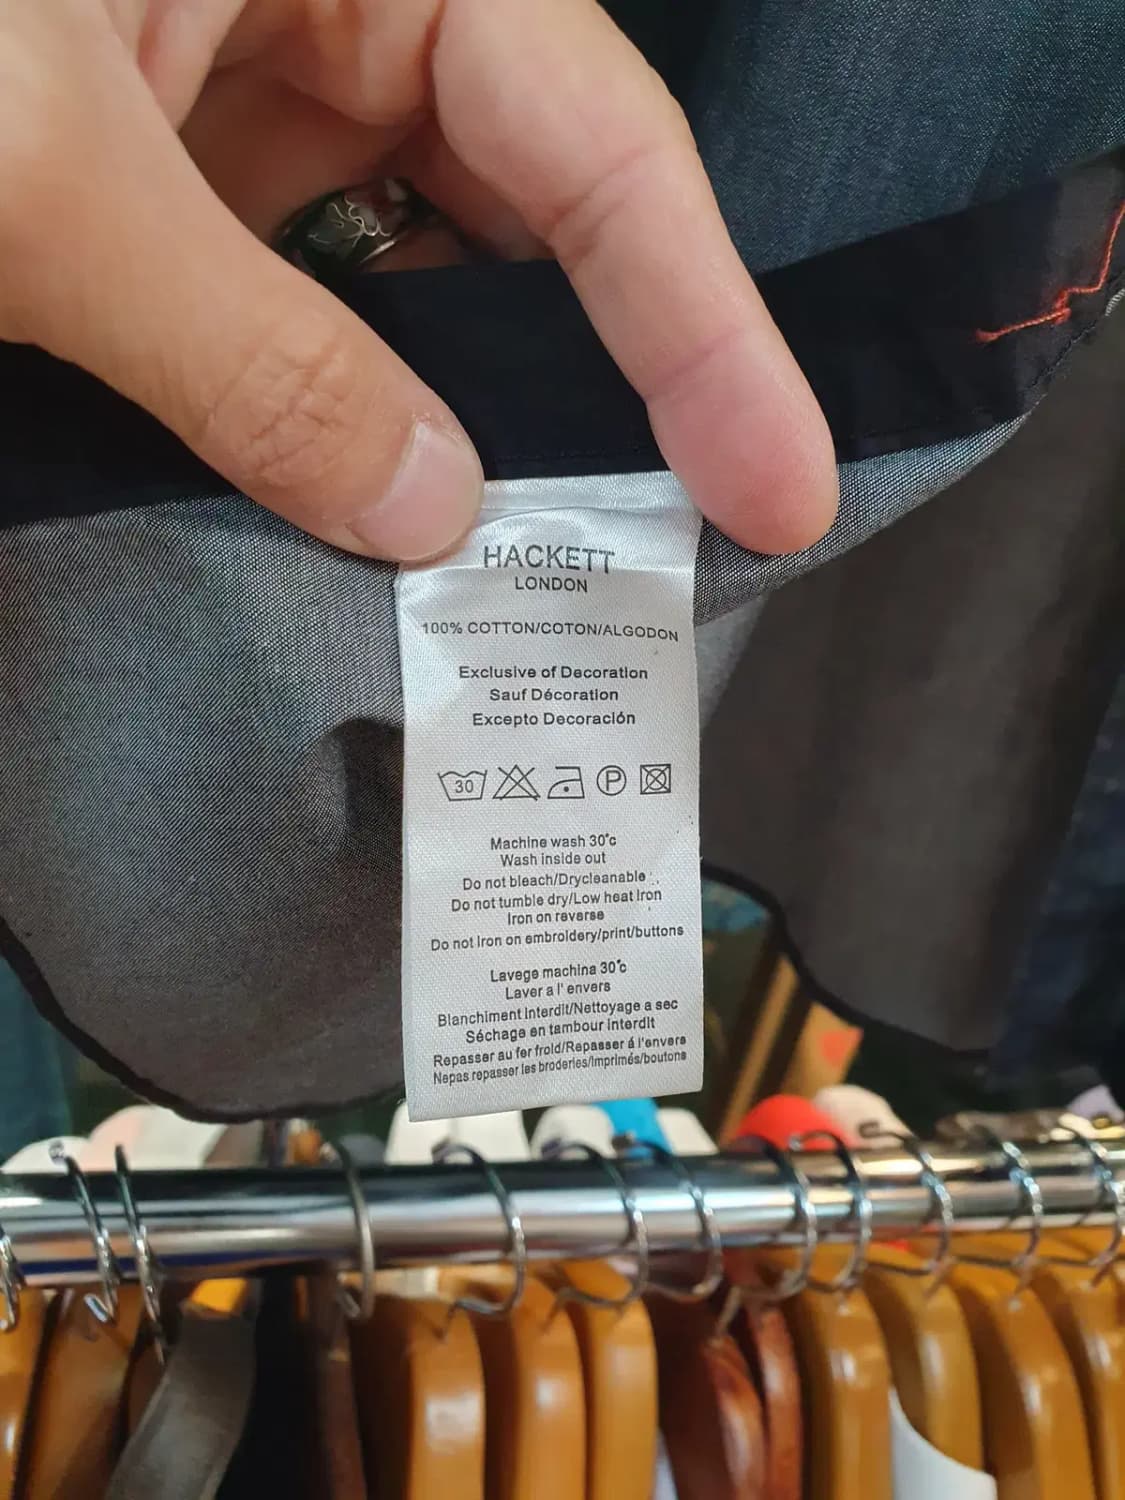 HACKETT
LONDON
100% COTTON/COTON/ALGODON
Exclusive of Decoration
Sauf Décoration
Excepto Decoración
30 P
Machine wash 30°c
Wash inside out
Do not bleach/Drycleanable
Do not tumble dry/Low heat Iron
Iron on reverse
Do not Iron on embroidery/print/buttons
Lavege machina 30°c
Laver a l' envers
Blanchiment Interdit/Nettoyage a sec
Séchage en tambour interdit
Repasser au fer froid/Repasser á l'envers
Nepas repasser les broderies/Imprimés/boutons